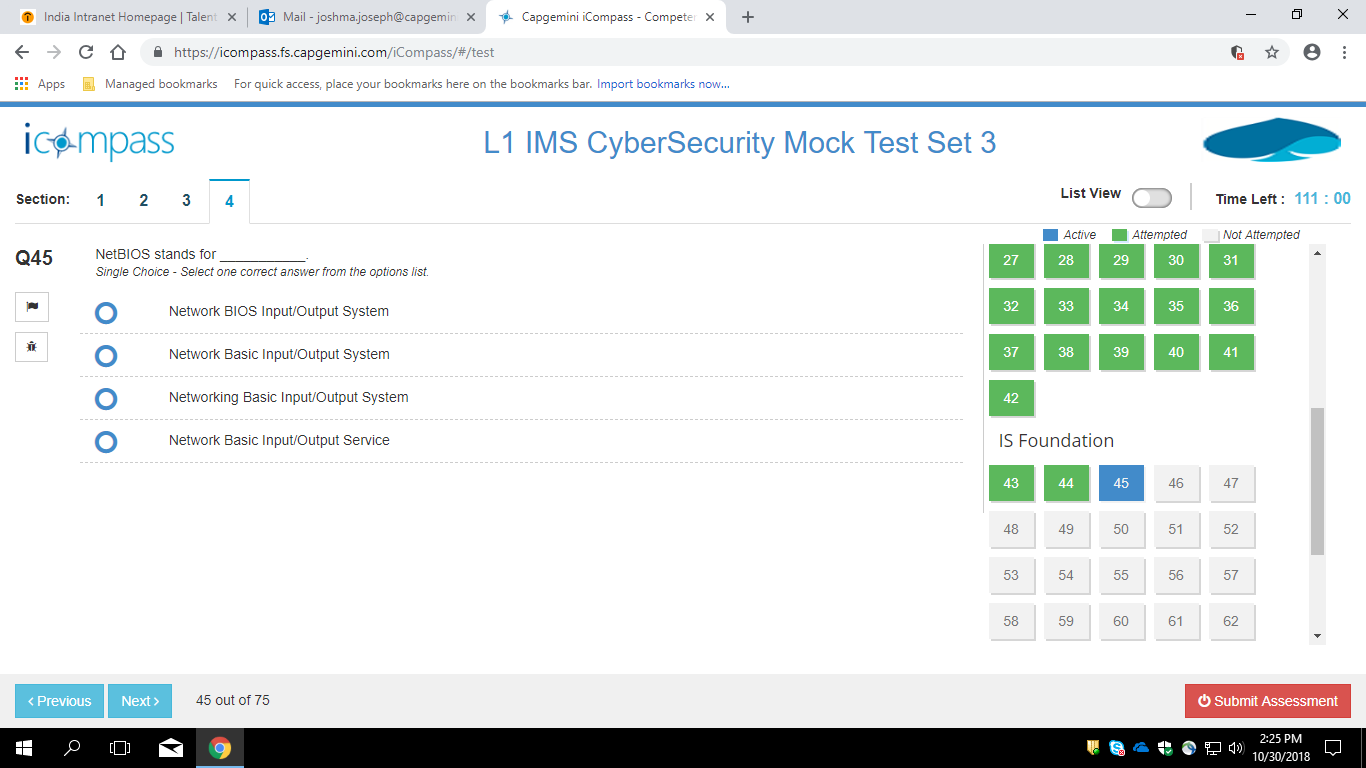 India Intranet Homepage | Talent
Mail - joshma.joseph@capgemin
Capgemini iCompass - Competen
https://icompass.fs.capgemini.com/iCompass/#/test
Apps
Managed bookmarks
For quick access, place your bookmarks here on the bookmarks bar. Import bookmarks now...
icompass
L1 IMS CyberSecurity Mock Test Set 3
Section: 1 2 3 4
List View
Time Left : 111 : 00
Active Attempted Not Attempted
Q45
NetBIOS stands for ___________.
Single Choice - Select one correct answer from the options list.
Network BIOS Input/Output System
Network Basic Input/Output System
Networking Basic Input/Output System
Network Basic Input/Output Service
27 28 29 30 31
32 33 34 35 36
37 38 39 40 41
42
IS Foundation
43 44 45 46 47
48 49 50 51 52
53 54 55 56 57
58 59 60 61 62
Previous
Next
45 out of 75
Submit Assessment
2:25 PM
10/30/2018